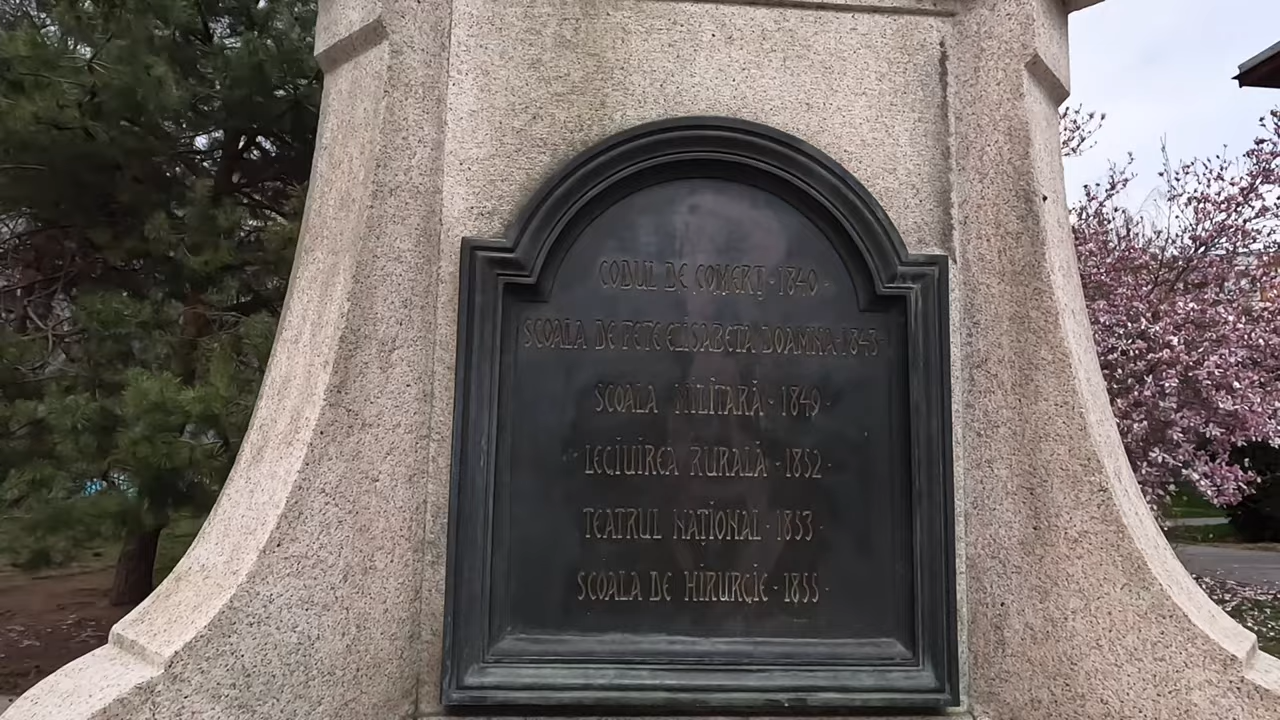 CODUL DE COMERȚ · 1840 ·
SCOALA DE FETE ELISABETA DOAMNA · 1843 ·
SCOALA MILITARĂ · 1849 ·
· LEGIUIREA RURALĂ · 1852 ·
TEATRUL NAȚIONAL · 1853 ·
SCOALA DE HIRURGIE · 1855 ·